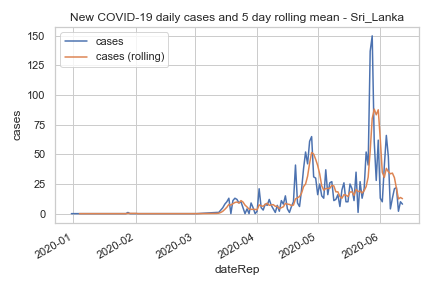 New COVID-19 daily cases and 5 day rolling mean - Sri_Lanka
cases
cases (rolling)
150
125
100
75
50
25
0
cases
2020-01
2020-02
2020-03
2020-04
2020-05
2020-06
dateRep